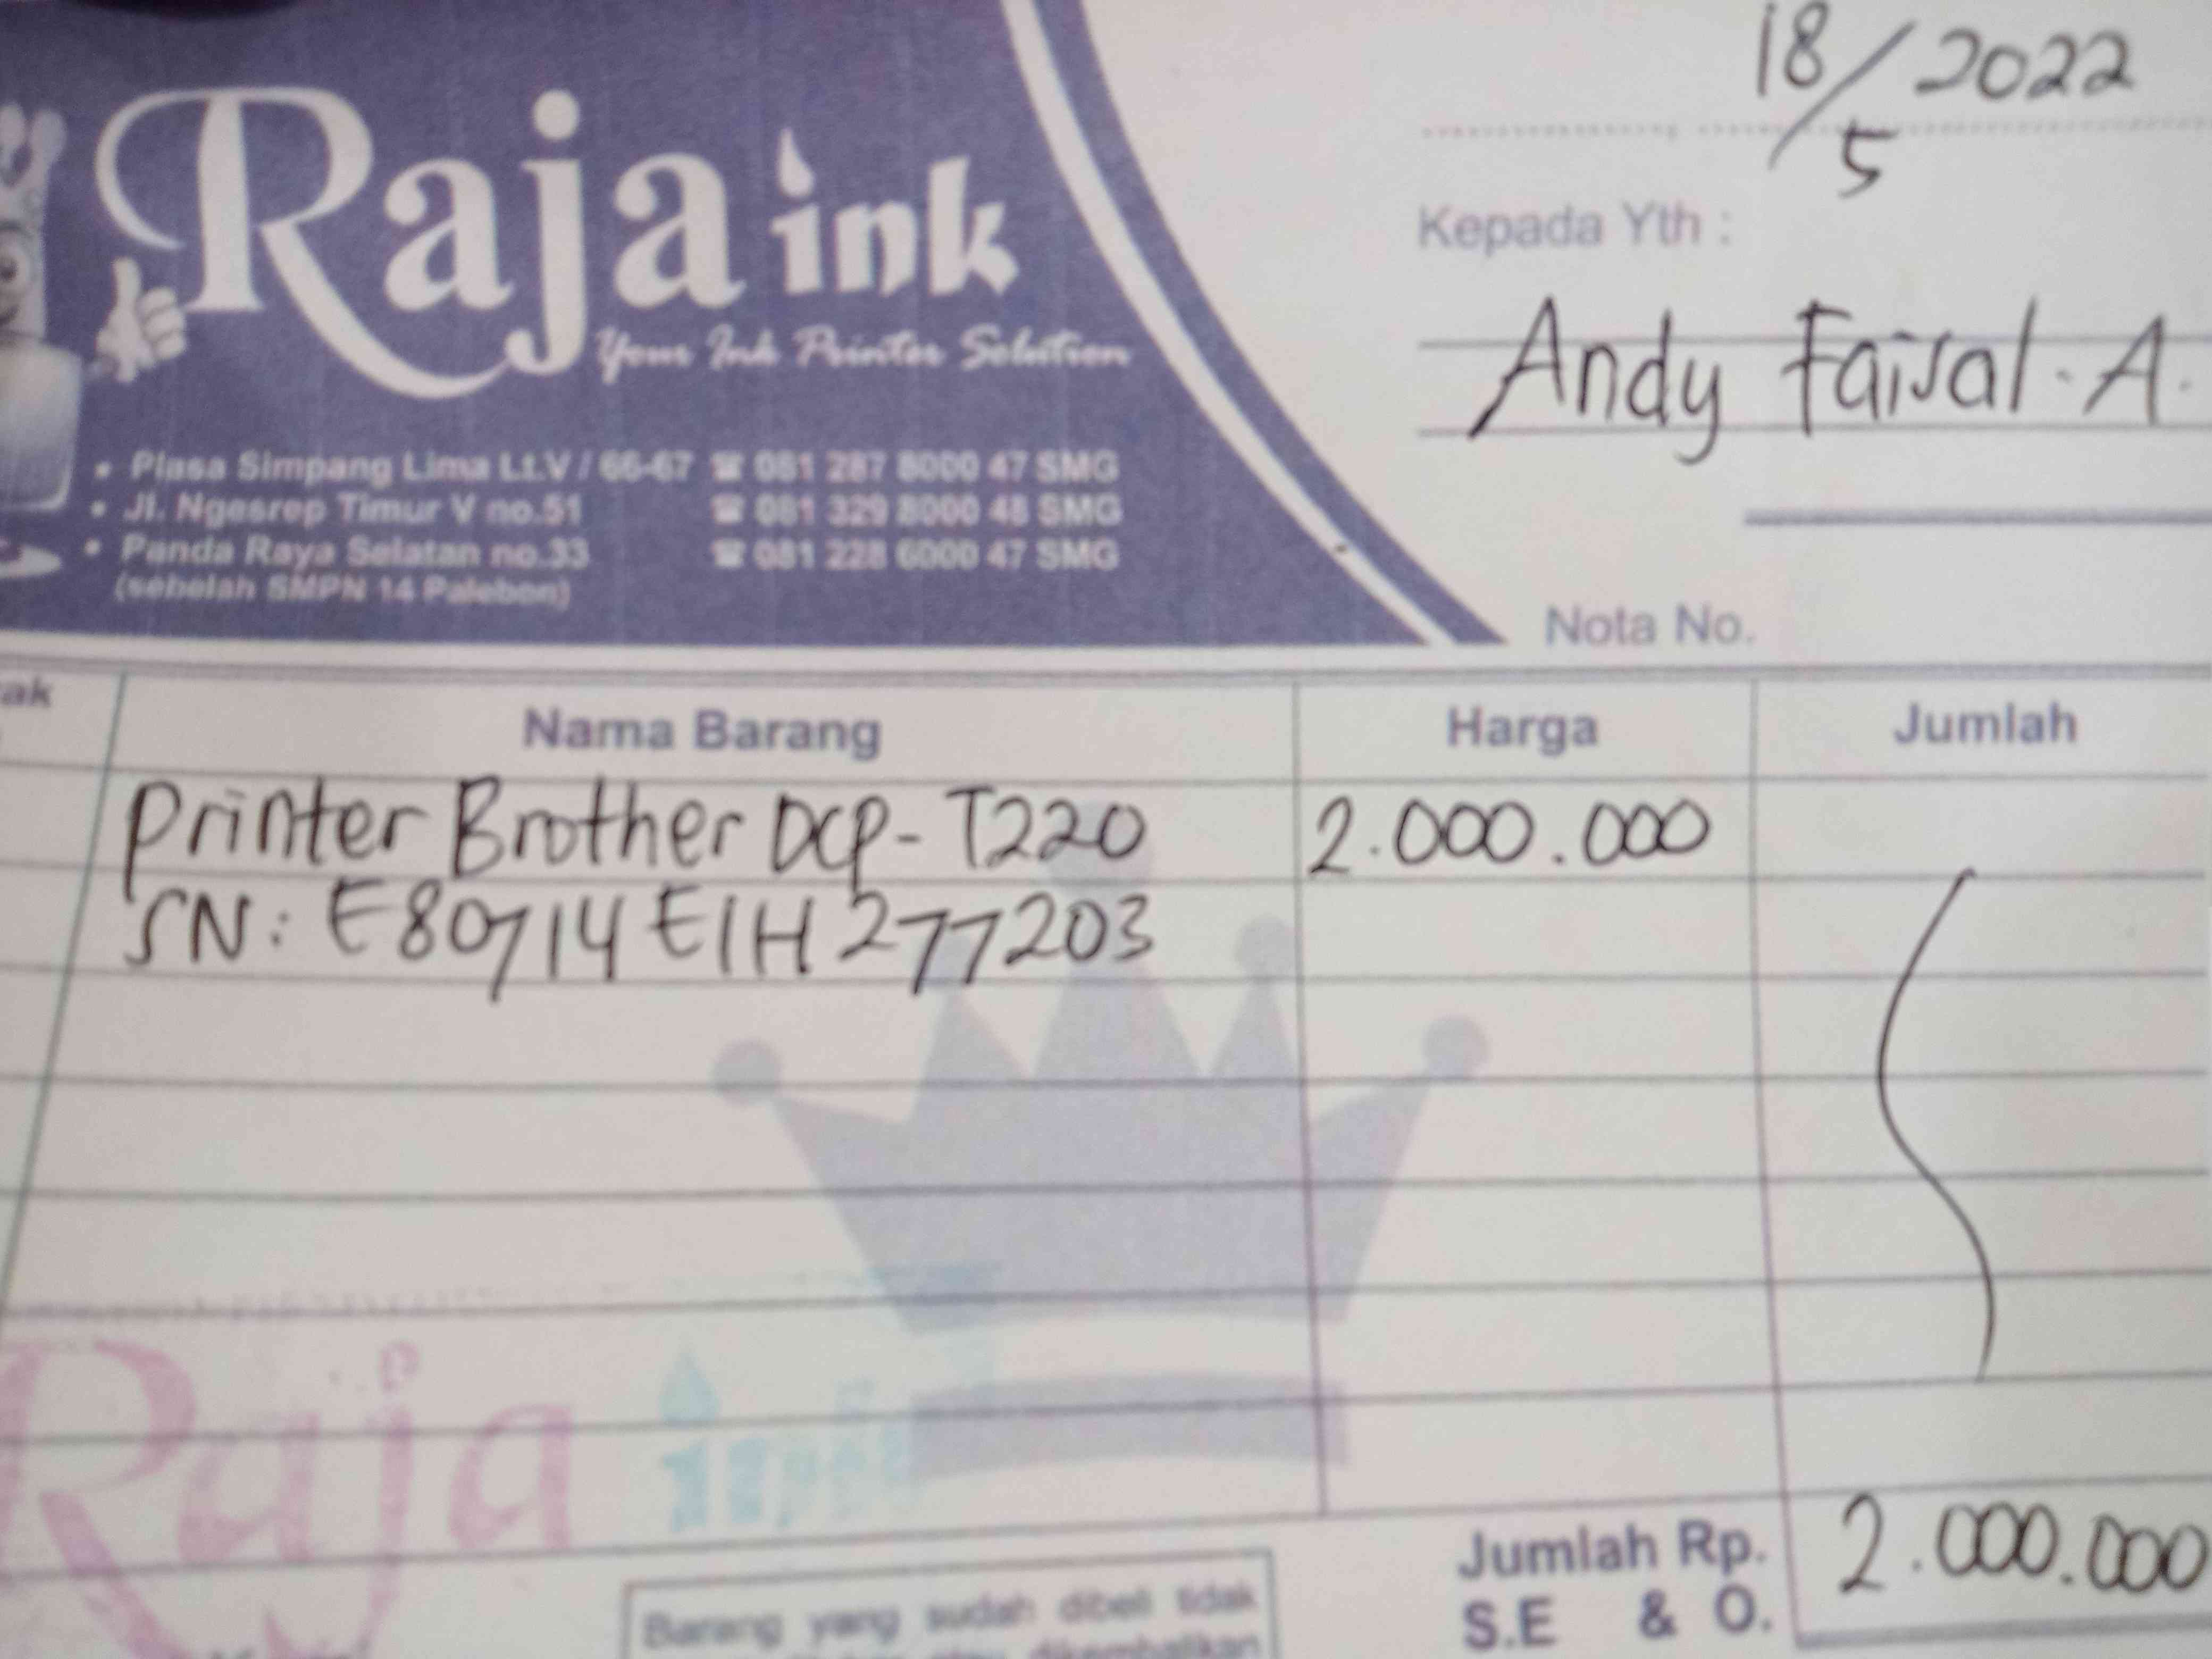 18/5 2022
Raja ink
Your Ink Printer Solution
Kepada Yth :
Andy Faisal. A.
• Plasa Simpang Lima Lt.V / 66-67 ☎ 081 287 8000 47 SMG
• Jl. Ngesrep Timur V no.51 ☎ 081 329 8000 48 SMG
• Panda Raya Selatan no.33 ☎ 081 228 6000 47 SMG
(sebelah SMPN 14 Palebon)
Nota No.
ak Nama Barang Harga Jumlah
Printer Brother DCP-T220 2.000.000
SN: E80714E1H277203
Raja
Jumlah Rp. 2.000.000
S.E & O.
Barang yang sudah dibeli tidak
dikembalikan